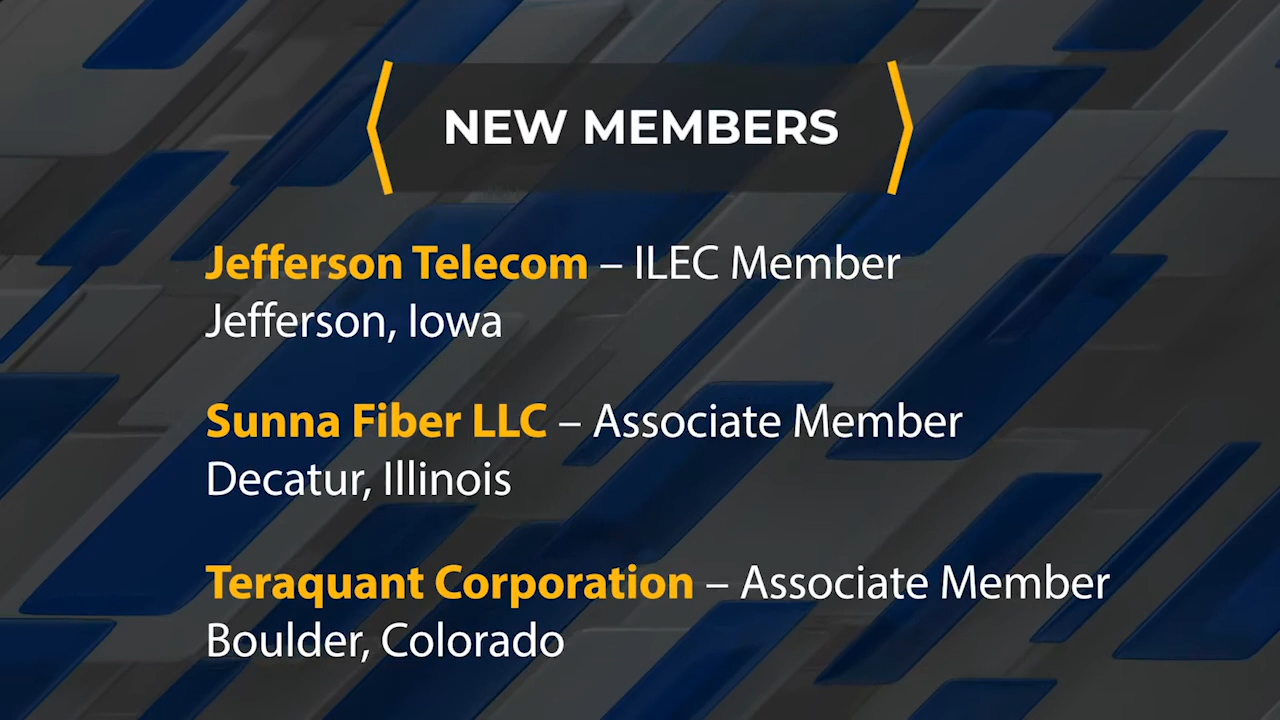 NEW MEMBERS
Jefferson Telecom – ILEC Member
Jefferson, Iowa
Sunna Fiber LLC – Associate Member
Decatur, Illinois
Teraquant Corporation – Associate Member
Boulder, Colorado